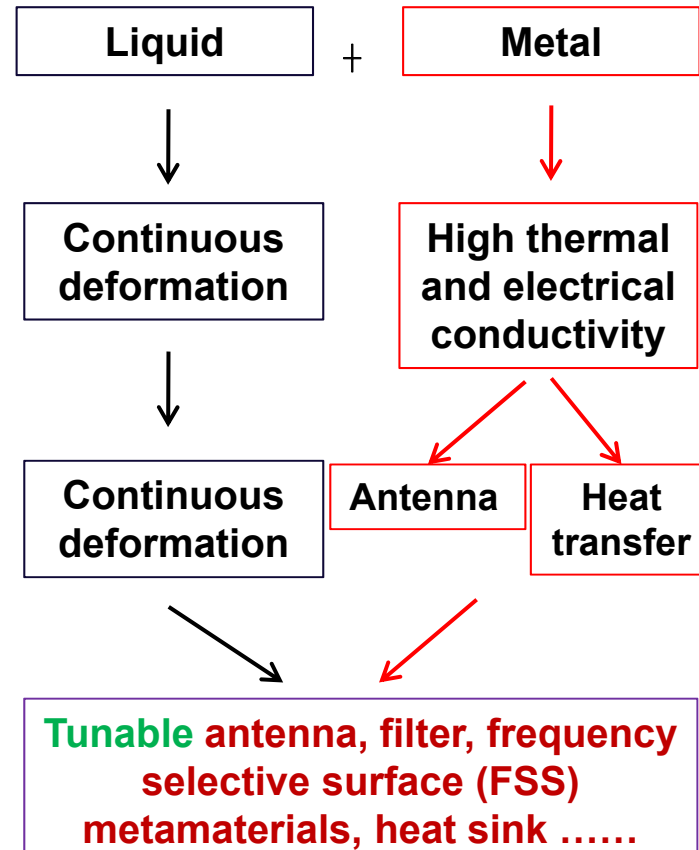 Liquid + Metal
Continuous
deformation
High thermal
and electrical
conductivity
Continuous
deformation
Antenna
Heat
transfer
Tunable antenna, filter, frequency
selective surface (FSS)
metamaterials, heat sink ......